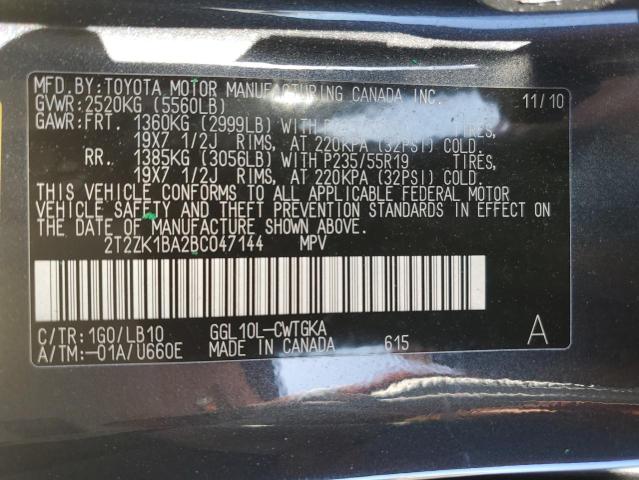 MFD.BY:TOYOTA MOTOR MANUFACTURING CANADA INC. 11/10
GVWR:2520KG (5560LB)
GAWR:FRT. 1360KG (2999LB) WITH TIRES,
19X7 1/2J RIMS, AT 220KPA (32PSI) COLD.
RR. 1385KG (3056LB) WITH P235/55R19 TIRES,
19X7 1/2J RIMS, AT 220KPA (32PSI) COLD.
THIS VEHICLE CONFORMS TO ALL APPLICABLE FEDERAL MOTOR
VEHICLE SAFETY AND THEFT PREVENTION STANDARDS IN EFFECT ON
THE DATE OF MANUFACTURE SHOWN ABOVE.
2T2ZK1BA2BC047144 MPV
C/TR:1G0/LB10 GGL10L-CWTGKA A
A/TM:-01A/U660E MADE IN CANADA 615